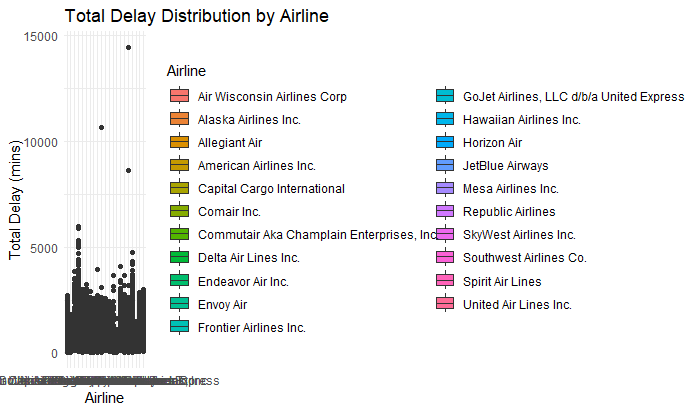 Total Delay Distribution by Airline
15000
10000
5000
0
Total Delay (mins)
Airline
Airline
Air Wisconsin Airlines Corp
Alaska Airlines Inc.
Allegiant Air
American Airlines Inc.
Capital Cargo International
Comair Inc.
Commutair Aka Champlain Enterprises, Inc.
Delta Air Lines Inc.
Endeavor Air Inc.
Envoy Air
Frontier Airlines Inc.
GoJet Airlines, LLC d/b/a United Express
Hawaiian Airlines Inc.
Horizon Air
JetBlue Airways
Mesa Airlines Inc.
Republic Airlines
SkyWest Airlines Inc.
Southwest Airlines Co.
Spirit Air Lines
United Air Lines Inc.